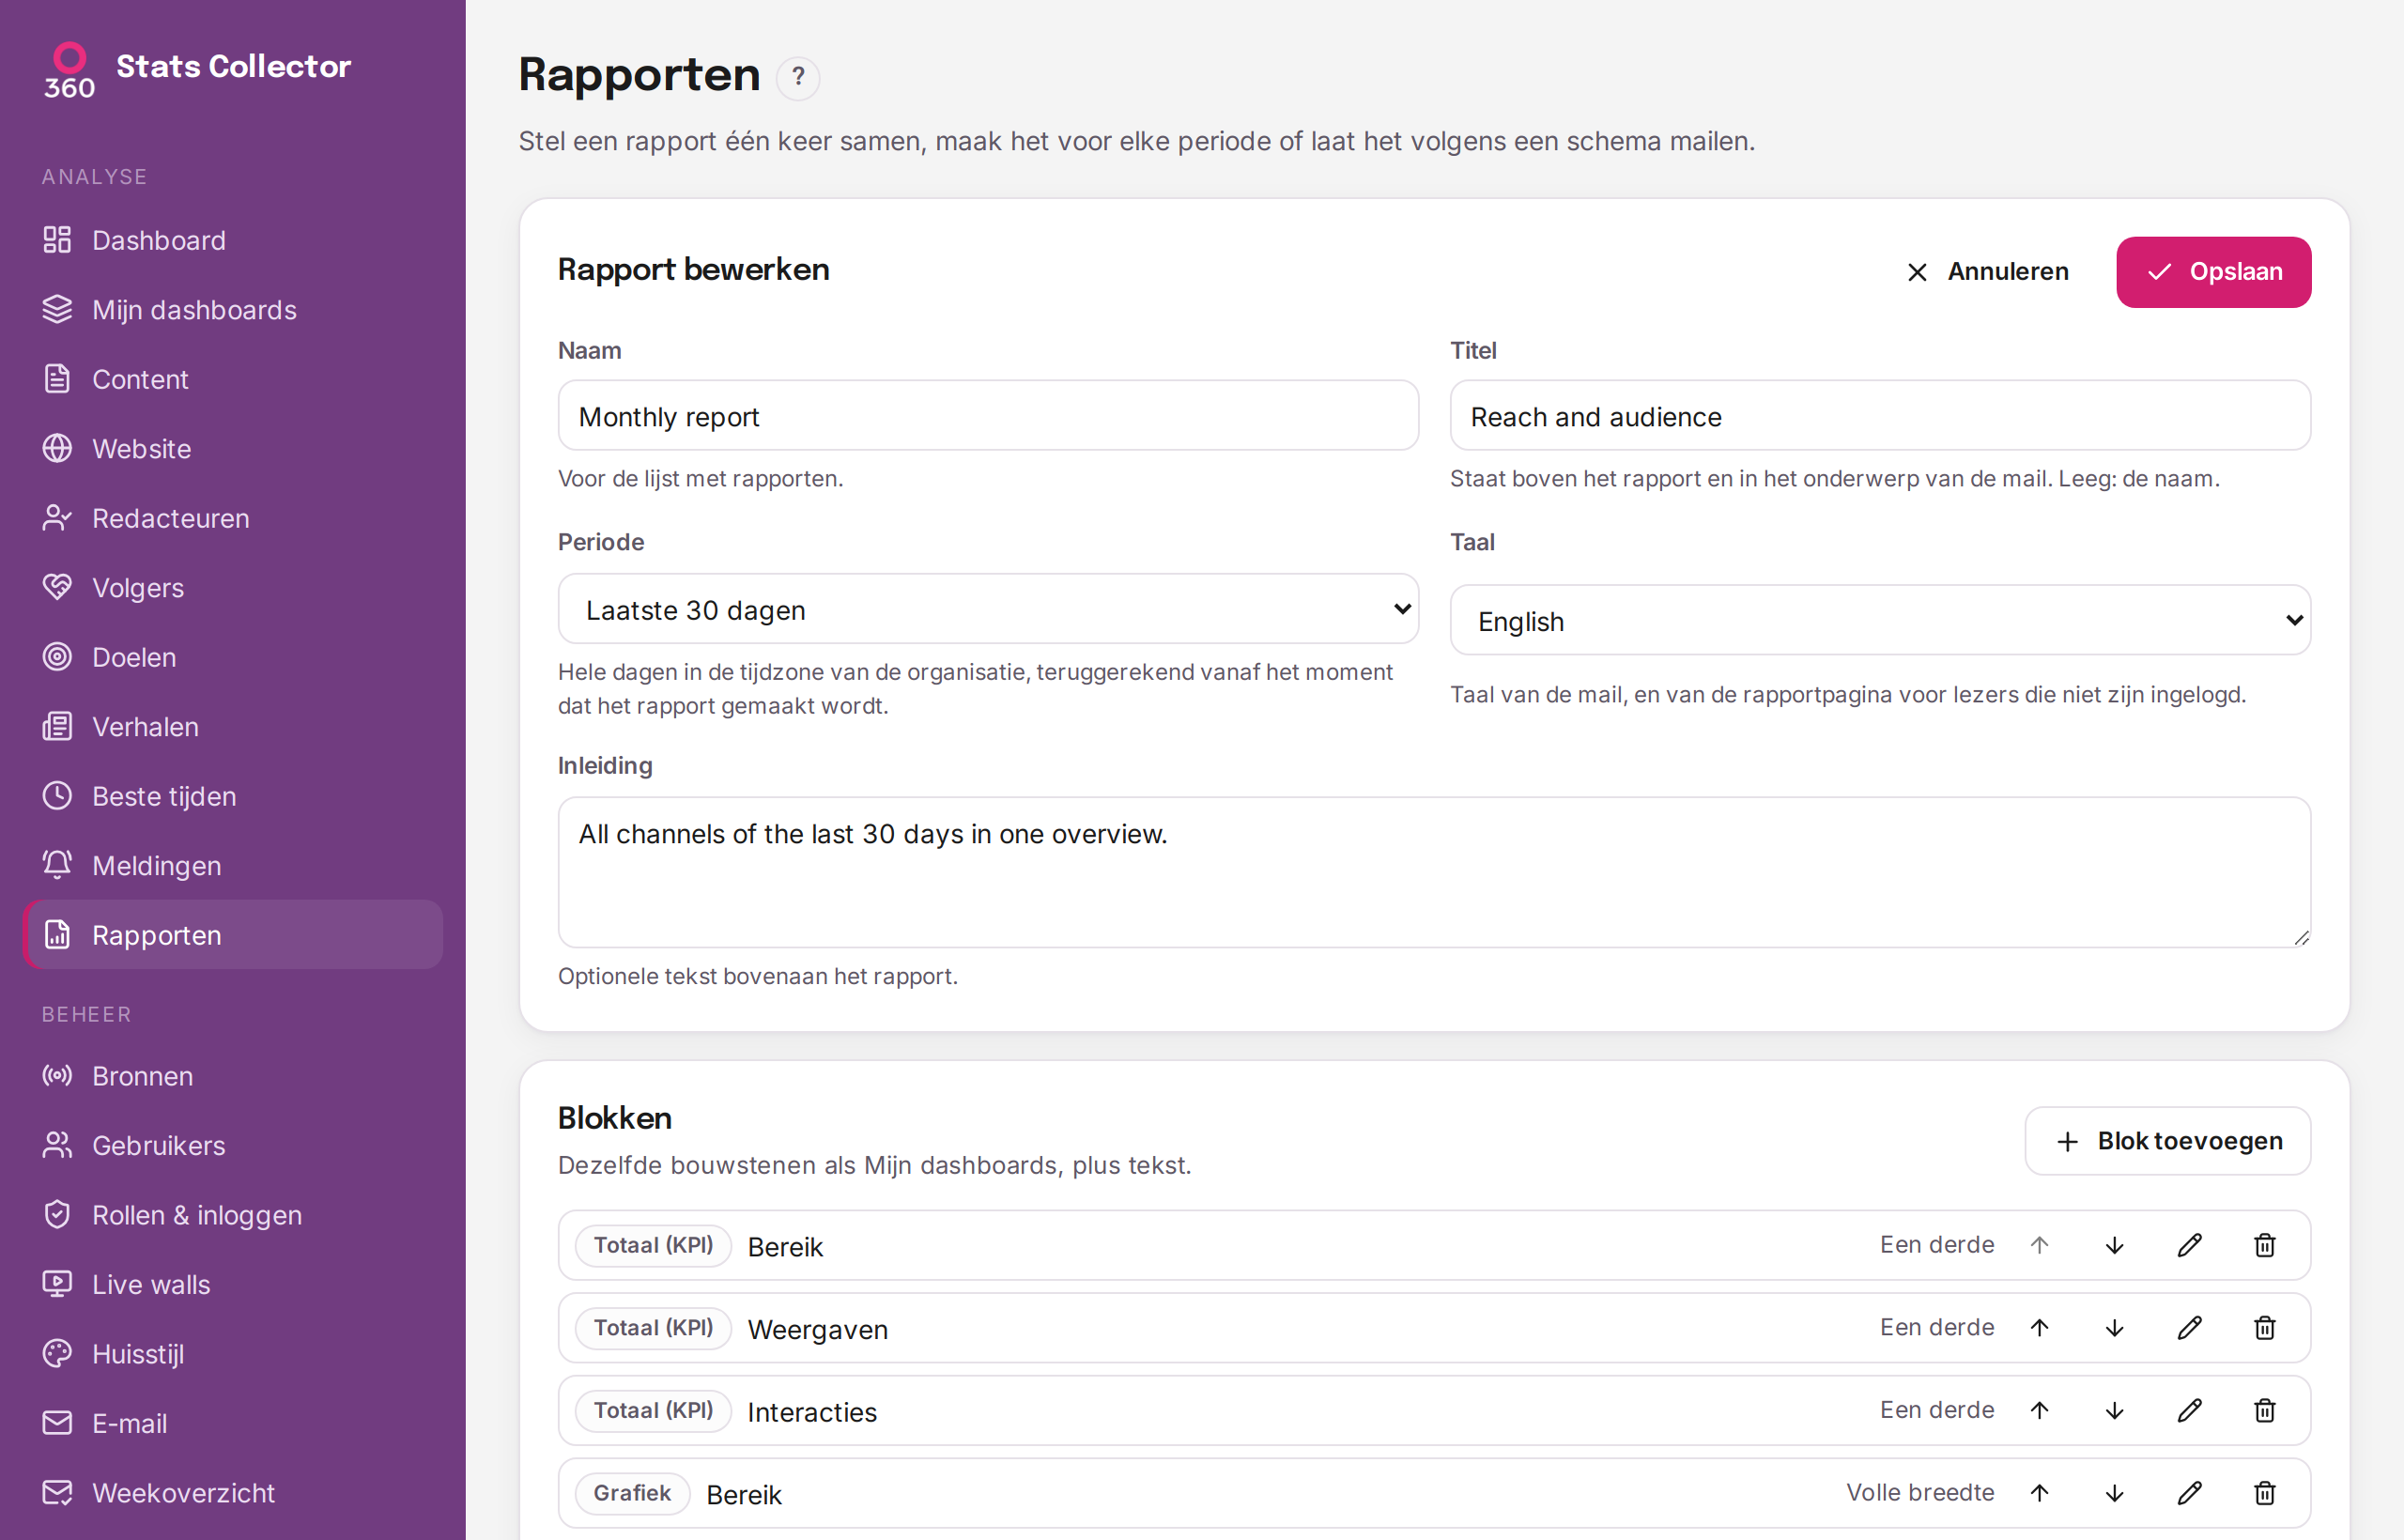 360 Stats Collector
ANALYSE
Dashboard
Mijn dashboards
Content
Website
Redacteuren
Volgers
Doelen
Verhalen
Beste tijden
Meldingen
Rapporten
BEHEER
Bronnen
Gebruikers
Rollen & inloggen
Live walls
Huisstijl
E-mail
Weekoverzicht
Rapporten ?
Stel een rapport één keer samen, maak het voor elke periode of laat het volgens een schema mailen.
Rapport bewerken
Annuleren
Opslaan
Naam
Monthly report
Voor de lijst met rapporten.
Titel
Reach and audience
Staat boven het rapport en in het onderwerp van de mail. Leeg: de naam.
Periode
Laatste 30 dagen
Hele dagen in de tijdzone van de organisatie, teruggerekend vanaf het moment
dat het rapport gemaakt wordt.
Taal
English
Taal van de mail, en van de rapportpagina voor lezers die niet zijn ingelogd.
Inleiding
All channels of the last 30 days in one overview.
Optionele tekst bovenaan het rapport.
Blokken
Dezelfde bouwstenen als Mijn dashboards, plus tekst.
Blok toevoegen
Totaal (KPI) Bereik Een derde
Totaal (KPI) Weergaven Een derde
Totaal (KPI) Interacties Een derde
Grafiek Bereik Volle breedte